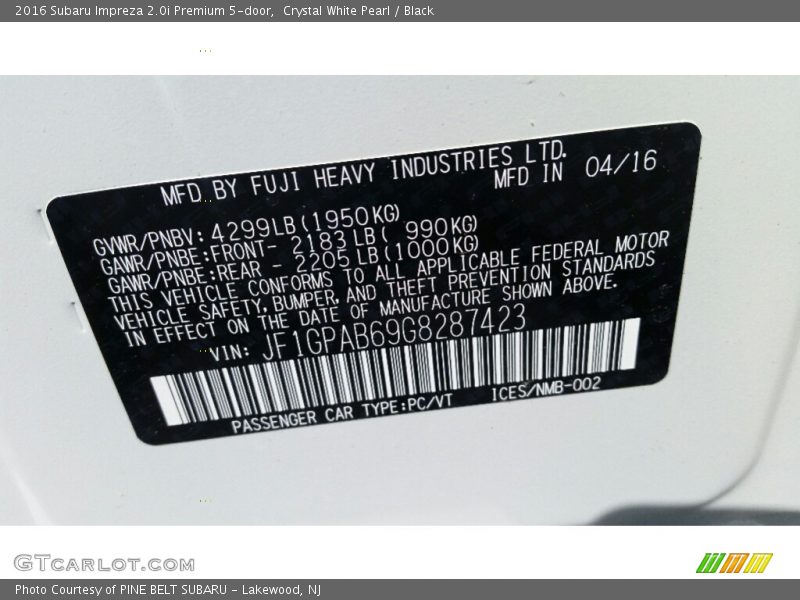 2016 Subaru Impreza 2.0i Premium 5-door,  Crystal White Pearl / Black
MFD.BY FUJI HEAVY INDUSTRIES LTD.
MFD IN 04/16
GVWR/PNBV: 4299LB(1950KG)
GAWR/PNBE:FRONT- 2183 LB( 990KG)
GAWR/PNBE:REAR - 2205 LB(1000KG)
THIS VEHICLE CONFORMS TO ALL APPLICABLE FEDERAL MOTOR
VEHICLE SAFETY,BUMPER,AND THEFT PREVENTION STANDARDS
IN EFFECT ON THE DATE OF MANUFACTURE SHOWN ABOVE.
VIN: JF1GPAB69G8287423
PASSENGER CAR TYPE:PC/VT ICES/NMB-002
GTcarlot.com
Photo Courtesy of PINE BELT SUBARU - Lakewood, NJ